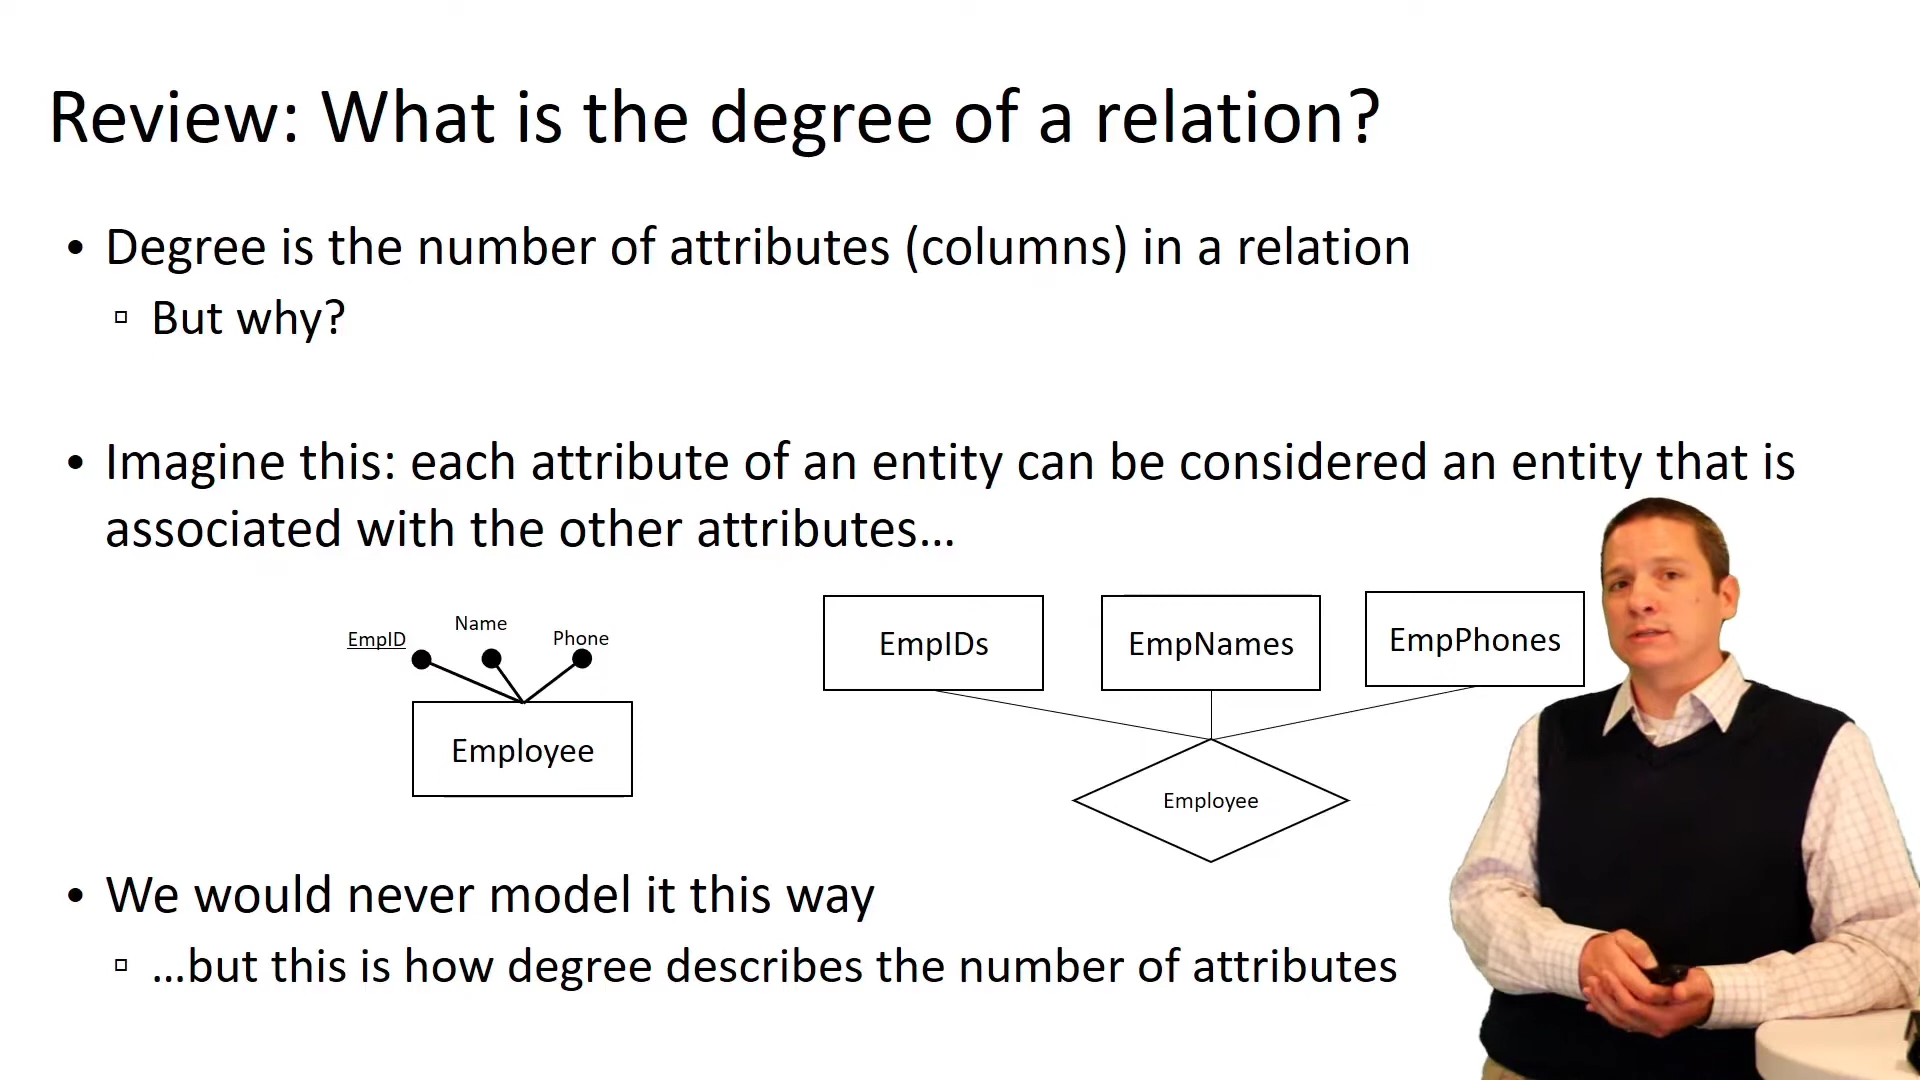 Review: What is the degree of a relation?
• Degree is the number of attributes (columns) in a relation
▫ But why?
• Imagine this: each attribute of an entity can be considered an entity that is
associated with the other attributes…
EmpID
Name
Phone
Employee
EmpIDs
EmpNames
EmpPhones
Employee
• We would never model it this way
▫ …but this is how degree describes the number of attributes